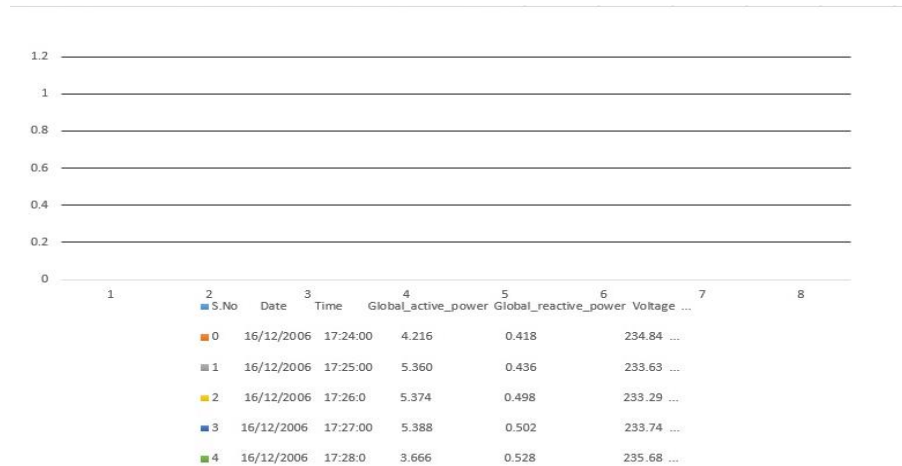 1.2
1
0.8
0.6
0.4
0.2
0
1 2 3 4 5 6 7 8
S.No Date Time Global_active_power Global_reactive_power Voltage ...
0 16/12/2006 17:24:00 4.216 0.418 234.84 ...
1 16/12/2006 17:25:00 5.360 0.436 233.63 ...
2 16/12/2006 17:26:0 5.374 0.498 233.29 ...
3 16/12/2006 17:27:00 5.388 0.502 233.74 ...
4 16/12/2006 17:28:0 3.666 0.528 235.68 ...